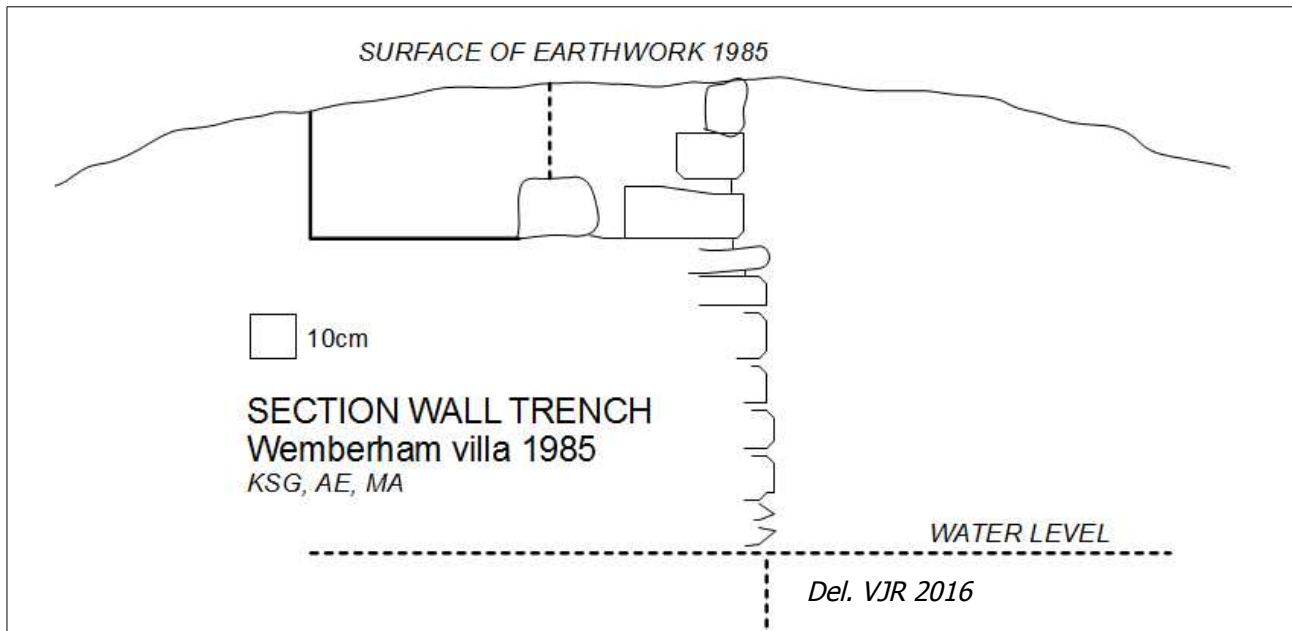 SURFACE OF EARTHWORK 1985
10cm
SECTION WALL TRENCH
Wemberham villa 1985
KSG, AE, MA
WATER LEVEL
Del. VJR 2016